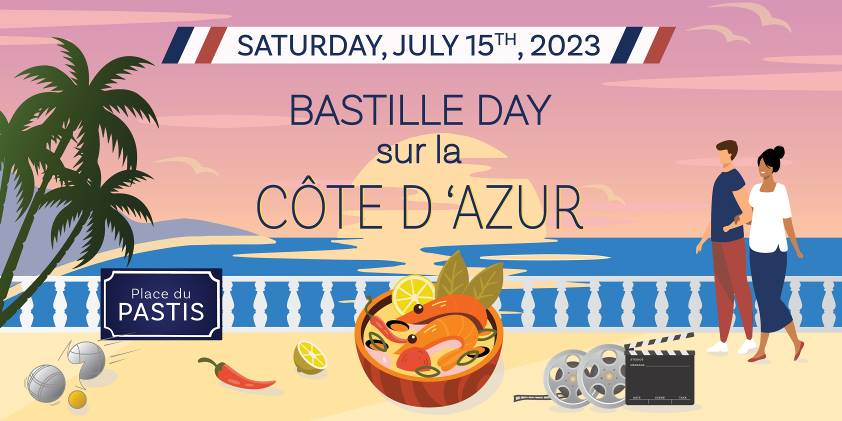 SATURDAY, JULY 15TH, 2023
BASTILLE DAY
sur la
CÔTE D ‘AZUR
Place du
PASTIS